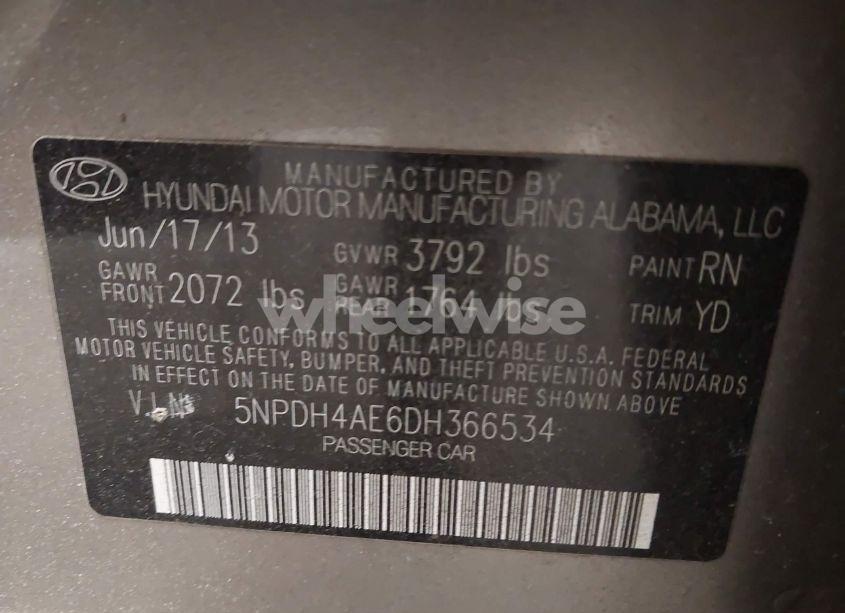 MANUFACTURED BY
HYUNDAI MOTOR MANUFACTURING ALABAMA, LLC
Jun/17/13 GVWR 3792 lbs PAINT RN
GAWR FRONT 2072 lbs GAWR REAR 1764 lbs TRIM YD
wheelwise
THIS VEHICLE CONFORMS TO ALL APPLICABLE U.S.A. FEDERAL
MOTOR VEHICLE SAFETY, BUMPER, AND THEFT PREVENTION STANDARDS
IN EFFECT ON THE DATE OF MANUFACTURE SHOWN ABOVE
V.I.N: 5NPDH4AE6DH366534
PASSENGER CAR